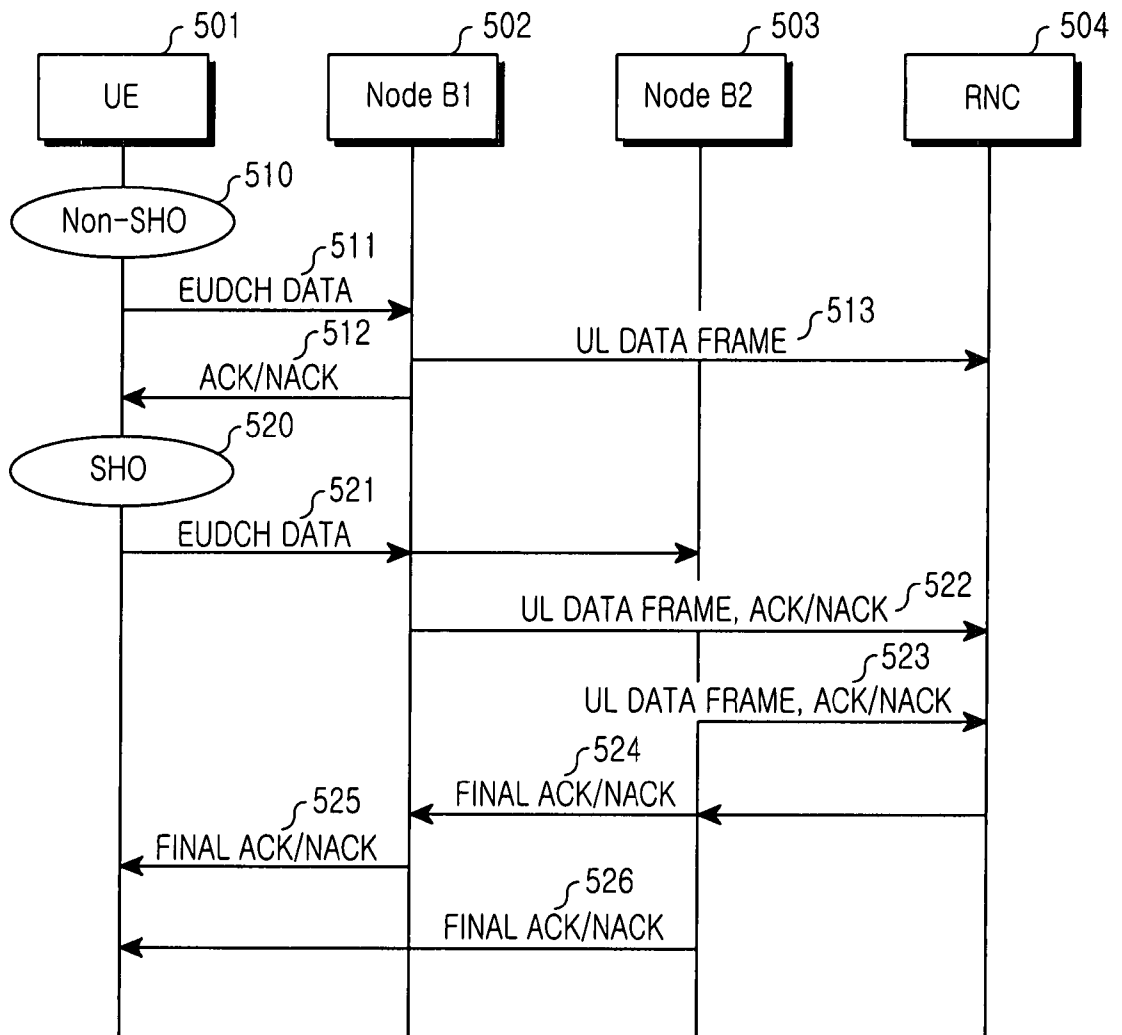 501
502
503
504
UE
Node B1
Node B2
RNC
510
Non-SHO
511
EUDCH DATA
513
UL DATA FRAME
512
ACK/NACK
520
SHO
521
EUDCH DATA
522
UL DATA FRAME, ACK/NACK
523
UL DATA FRAME, ACK/NACK
524
FINAL ACK/NACK
525
FINAL ACK/NACK
526
FINAL ACK/NACK